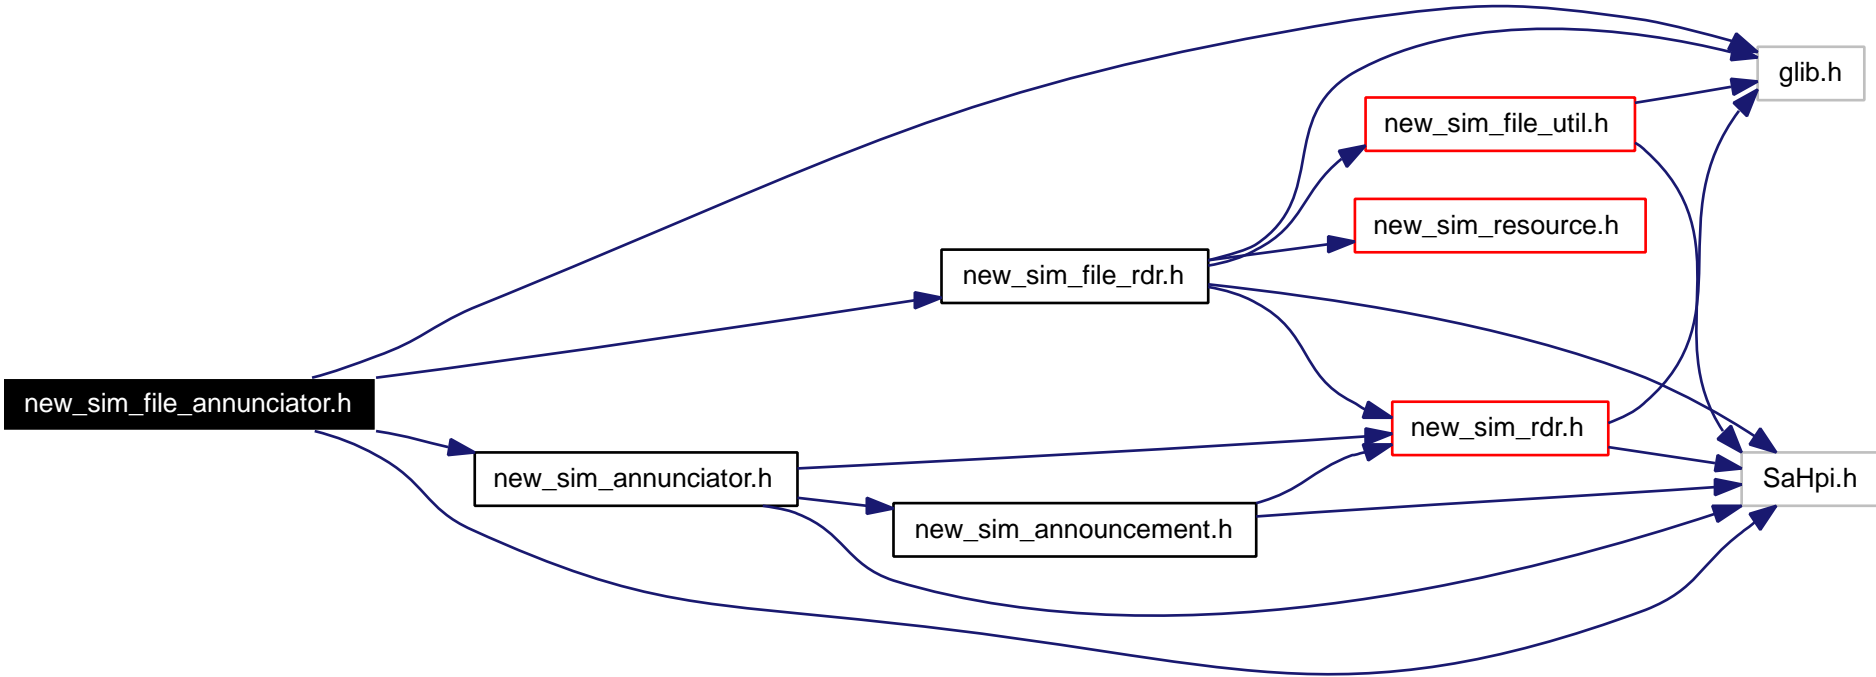 glib.h
new_sim_file_util.h
new_sim_resource.h
new_sim_file_rdr.h
new_sim_file_annunciator.h
new_sim_rdr.h
new_sim_annunciator.h
SaHpi.h
new_sim_announcement.h